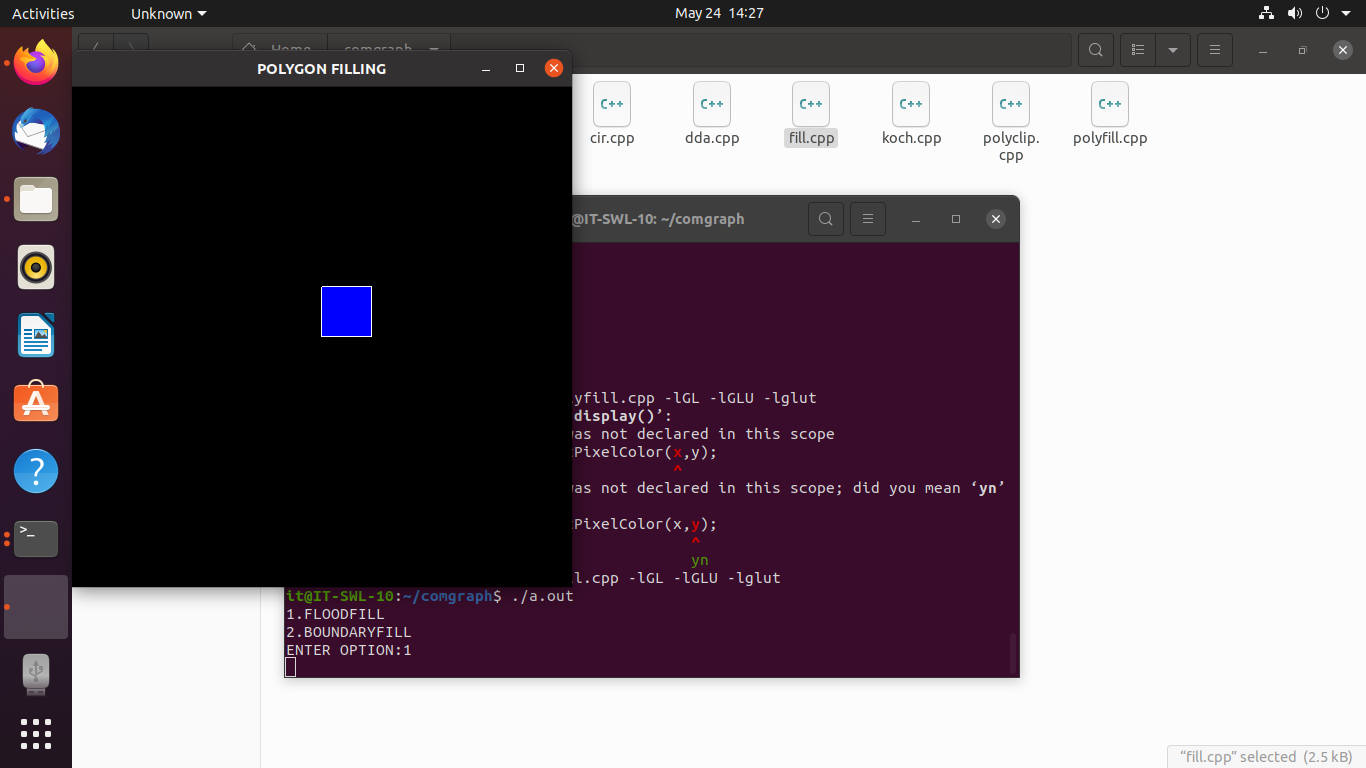 Activities
Unknown
May 24 14:27
Home
comgraph
POLYGON FILLING
C++
C++
C++
C++
C++
C++
cir.cpp
dda.cpp
fill.cpp
koch.cpp
polyclip.
cpp
polyfill.cpp
@IT-SWL-10: ~/comgraph
yfill.cpp -lGL -lGLU -lglut
display()’:
was not declared in this scope
PixelColor(x,y);
^
was not declared in this scope; did you mean ‘yn’
PixelColor(x,y);
^
yn
l.cpp -lGL -lGLU -lglut
it@IT-SWL-10:~/comgraph$ ./a.out
1.FLOODFILL
2.BOUNDARYFILL
ENTER OPTION:1
>_
?
“fill.cpp” selected (2.5 kB)